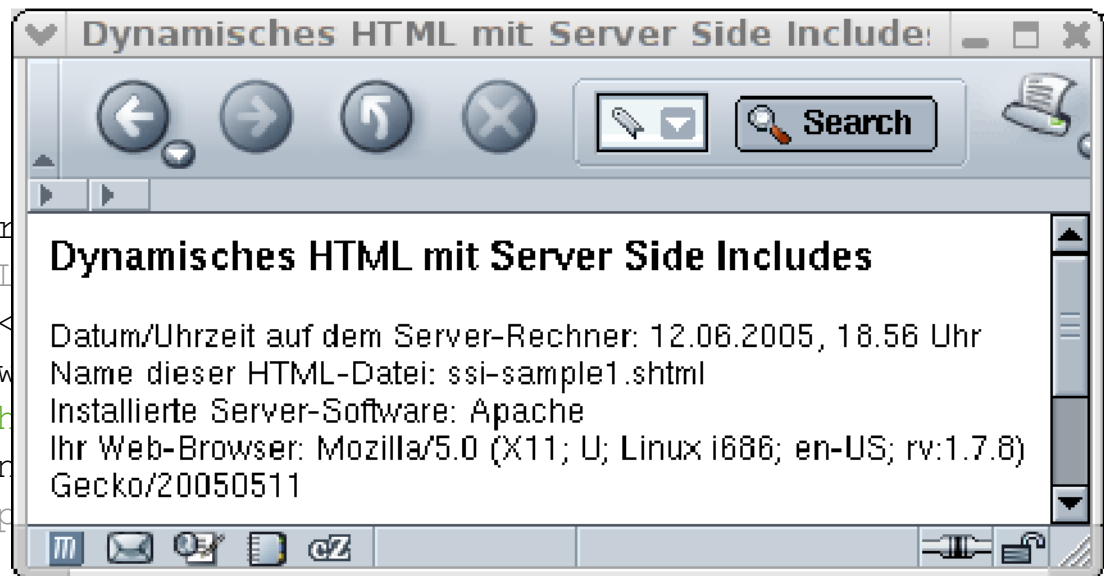 Dynamisches HTML mit Server Side Include
Search
Dynamisches HTML mit Server Side Includes
Datum/Uhrzeit auf dem Server-Rechner: 12.06.2005, 18.56 Uhr
Name dieser HTML-Datei: ssi-sample1.shtml
Installierte Server-Software: Apache
Ihr Web-Browser: Mozilla/5.0 (X11; U; Linux i686; en-US; rv:1.7.8)
Gecko/20050511